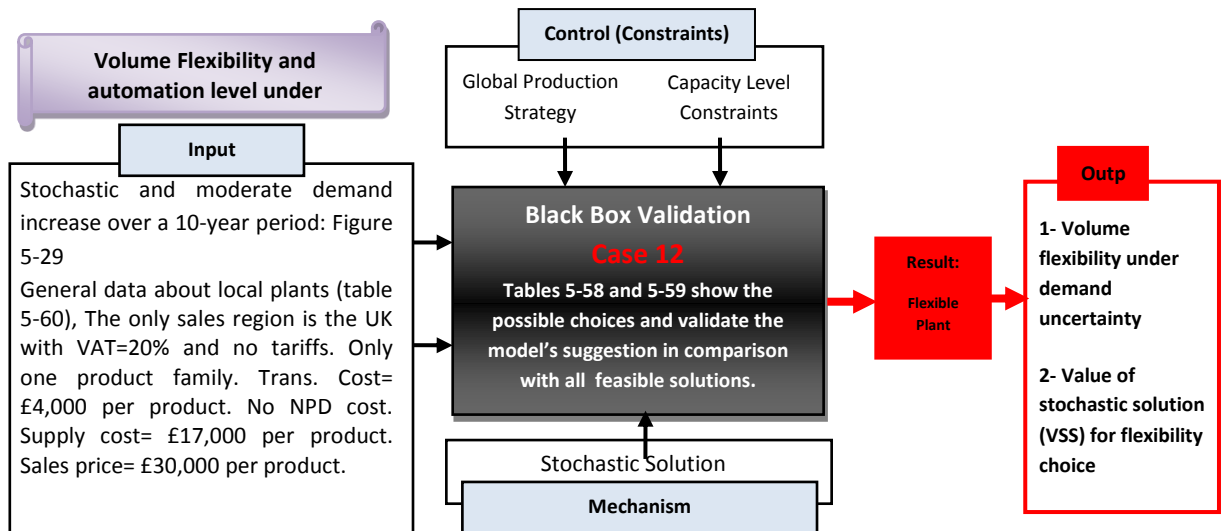 Volume Flexibility and
automation level under
Input
Stochastic and moderate demand
increase over a 10-year period: Figure
5-29
General data about local plants (table
5-60), The only sales region is the UK
with VAT=20% and no tariffs. Only
one product family. Trans. Cost=
£4,000 per product. No NPD cost.
Supply cost= £17,000 per product.
Sales price= £30,000 per product.
Control (Constraints)
Global Production
Strategy
Capacity Level
Constraints
Black Box Validation
Case 12
Tables 5-58 and 5-59 show the
possible choices and validate the
model's suggestion in comparison
with all feasible solutions.
Stochastic Solution
Mechanism
Result:
Flexible
Plant
Outp
1- Volume
flexibility under
demand
uncertainty
2- Value of
stochastic solution
(VSS) for flexibility
choice